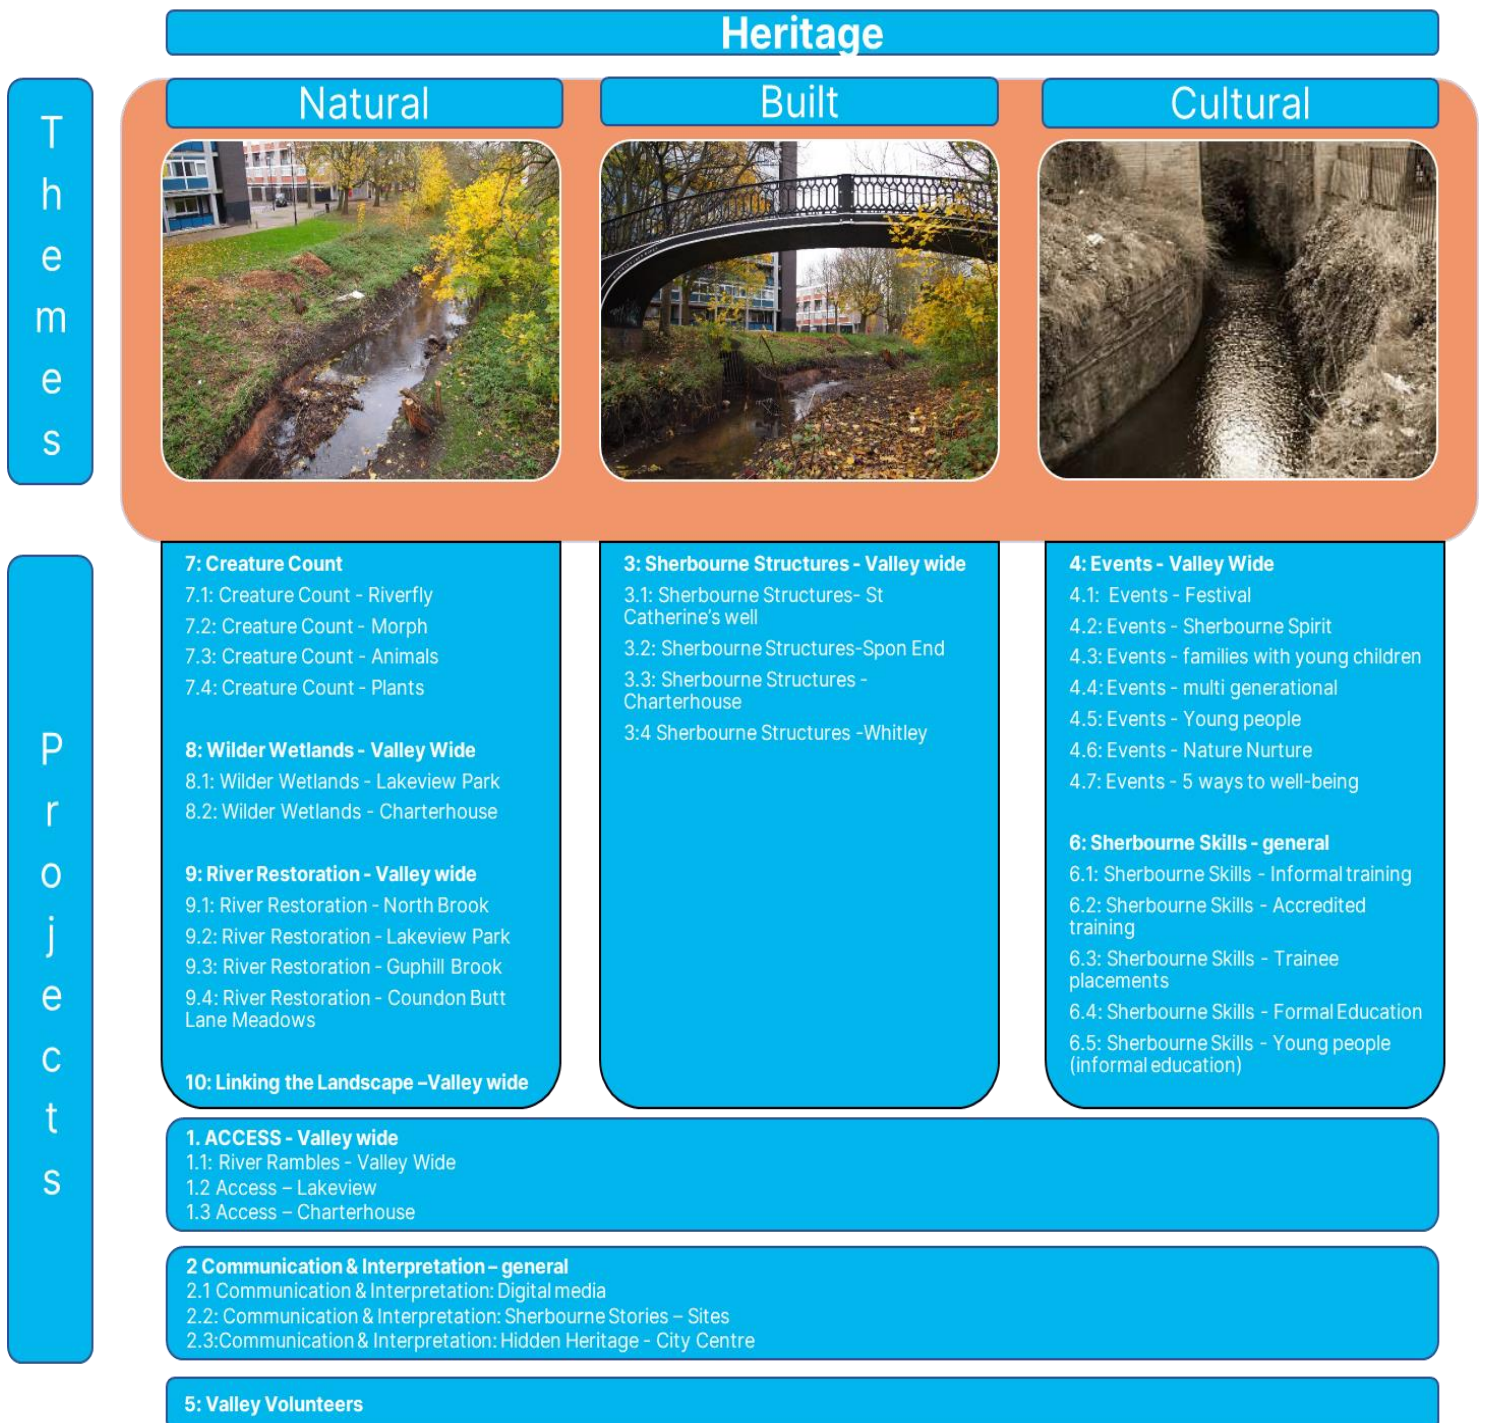 Heritage
Themes
Natural
Built
Cultural
Projects
7: Creature Count
7.1: Creature Count - Riverfly
7.2: Creature Count - Morph
7.3: Creature Count - Animals
7.4: Creature Count - Plants
8: Wilder Wetlands - Valley Wide
8.1: Wilder Wetlands - Lakeview Park
8.2: Wilder Wetlands - Charterhouse
9: River Restoration - Valley wide
9.1: River Restoration - North Brook
9.2: River Restoration - Lakeview Park
9.3: River Restoration - Guphill Brook
9.4: River Restoration - Coundon Butt
Lane Meadows
10: Linking the Landscape –Valley wide
3: Sherbourne Structures - Valley wide
3.1: Sherbourne Structures- St
Catherine's well
3.2: Sherbourne Structures-Spon End
3.3: Sherbourne Structures -
Charterhouse
3:4 Sherbourne Structures -Whitley
4: Events - Valley Wide
4.1: Events - Festival
4.2: Events - Sherbourne Spirit
4.3: Events - families with young children
4.4: Events - multi generational
4.5: Events - Young people
4.6: Events - Nature Nurture
4.7: Events - 5 ways to well-being
6: Sherbourne Skills - general
6.1: Sherbourne Skills - Informal training
6.2: Sherbourne Skills - Accredited
training
6.3: Sherbourne Skills - Trainee
placements
6.4: Sherbourne Skills - Formal Education
6.5: Sherbourne Skills - Young people
(informal education)
1. ACCESS - Valley wide
1.1: River Rambles - Valley Wide
1.2 Access – Lakeview
1.3 Access – Charterhouse
2 Communication & Interpretation – general
2.1 Communication & Interpretation: Digital media
2.2: Communication & Interpretation: Sherbourne Stories – Sites
2.3:Communication & Interpretation: Hidden Heritage - City Centre
5: Valley Volunteers